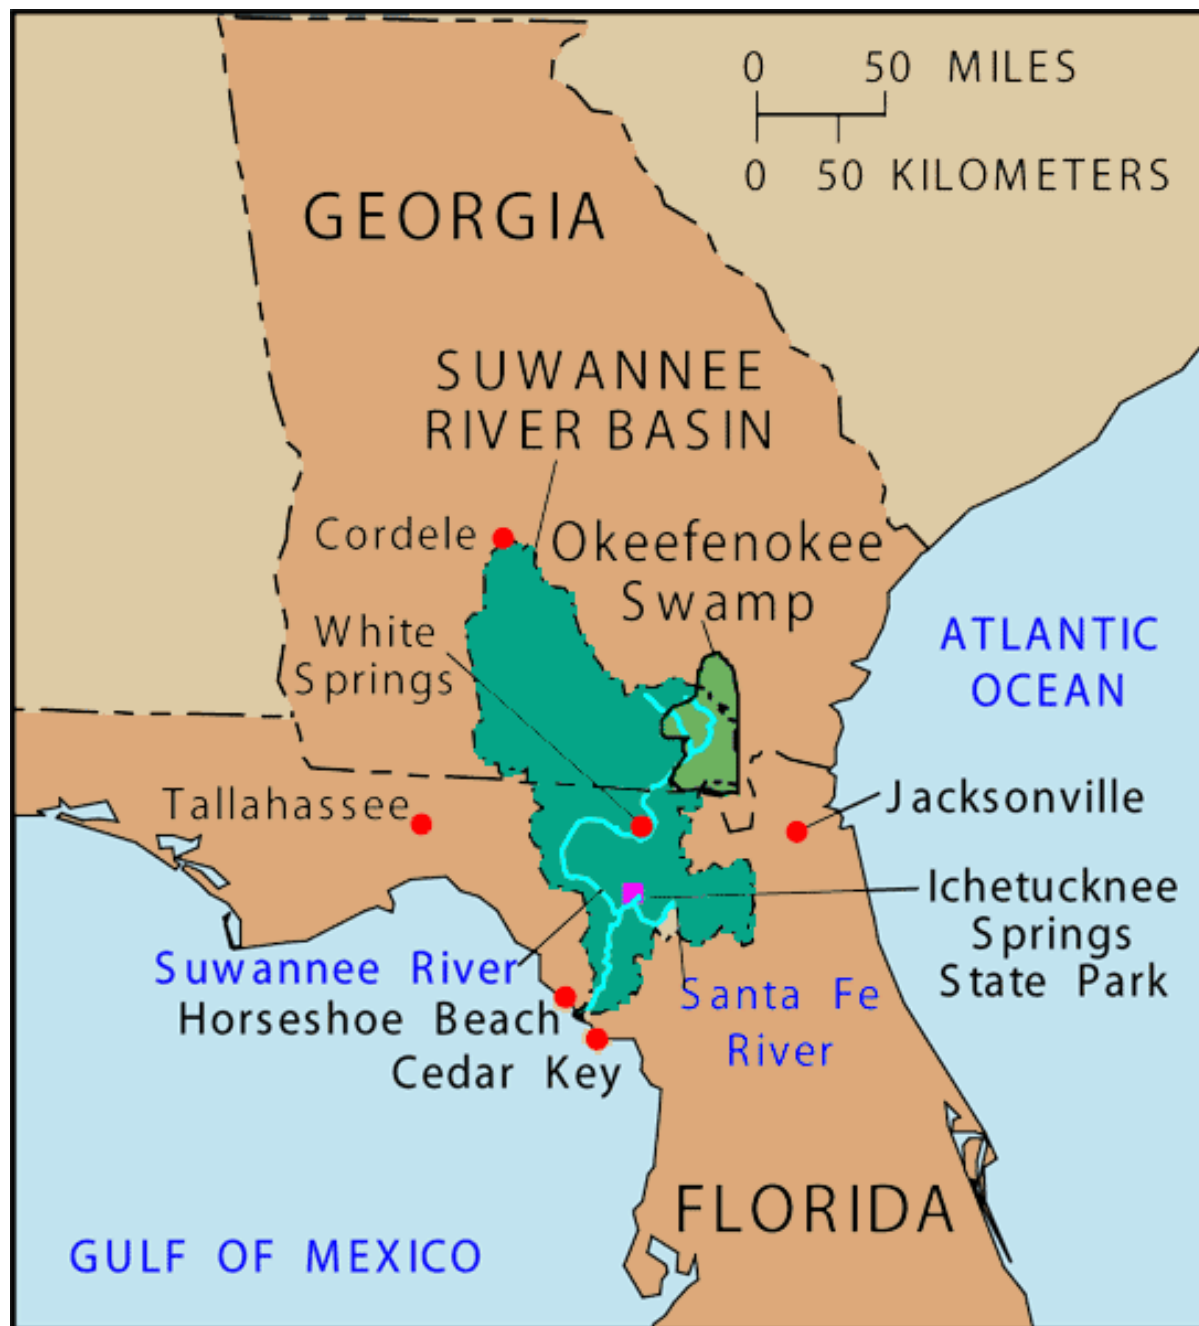 0 50 MILES
0 50 KILOMETERS
GEORGIA
SUWANNEE
RIVER BASIN
Cordele
Okeefenokee
Swamp
White
Springs
ATLANTIC
OCEAN
Tallahassee
Jacksonville
Ichetucknee
Springs
State Park
Suwannee River
Horseshoe Beach
Cedar Key
Santa Fe
River
FLORIDA
GULF OF MEXICO